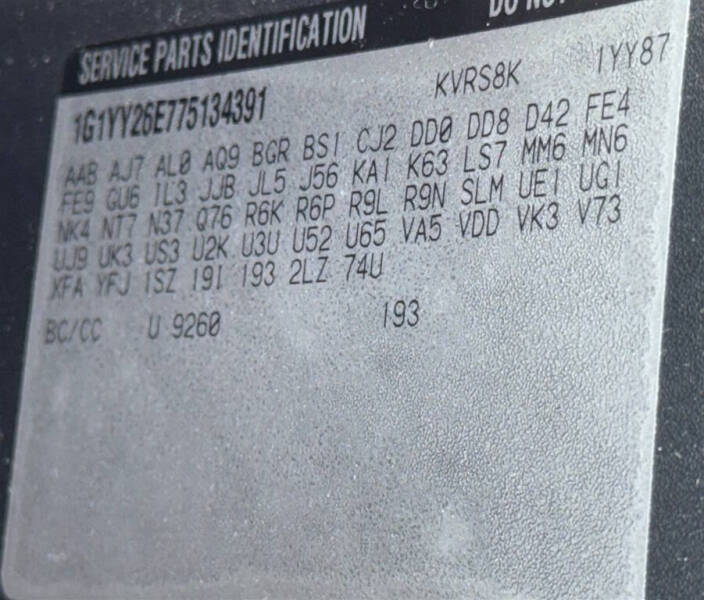 DO NOT
SERVICE PARTS IDENTIFICATION
1G1YY26E775134391 KVRS8K 1YY87
AAB AJ7 AL0 AQ9 BGR BS1 CJ2 DD0 DD8 D42 FE4
FE9 GU6 IL3 JJB JL5 J56 KA1 K63 LS7 MM6 MN6
NK4 NT7 N37 Q76 R6K R6P R9L R9N SLM UE1 UG1
UJ9 UK3 US3 U2K U3U U52 U65 VA5 VDD VK3 V73
XFA YFJ 1SZ 19I 193 2LZ 74U
BC/CC U 9260 193